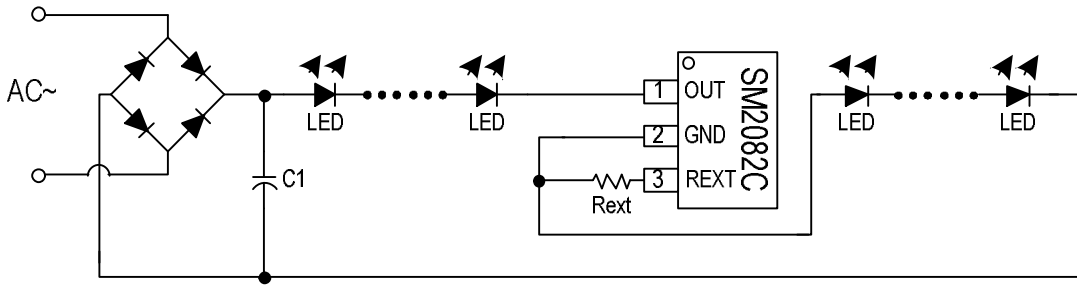 AC~
C1
LED
LED
1 OUT
2 GND
3 REXT
Rext
SM2082C
LED
LED